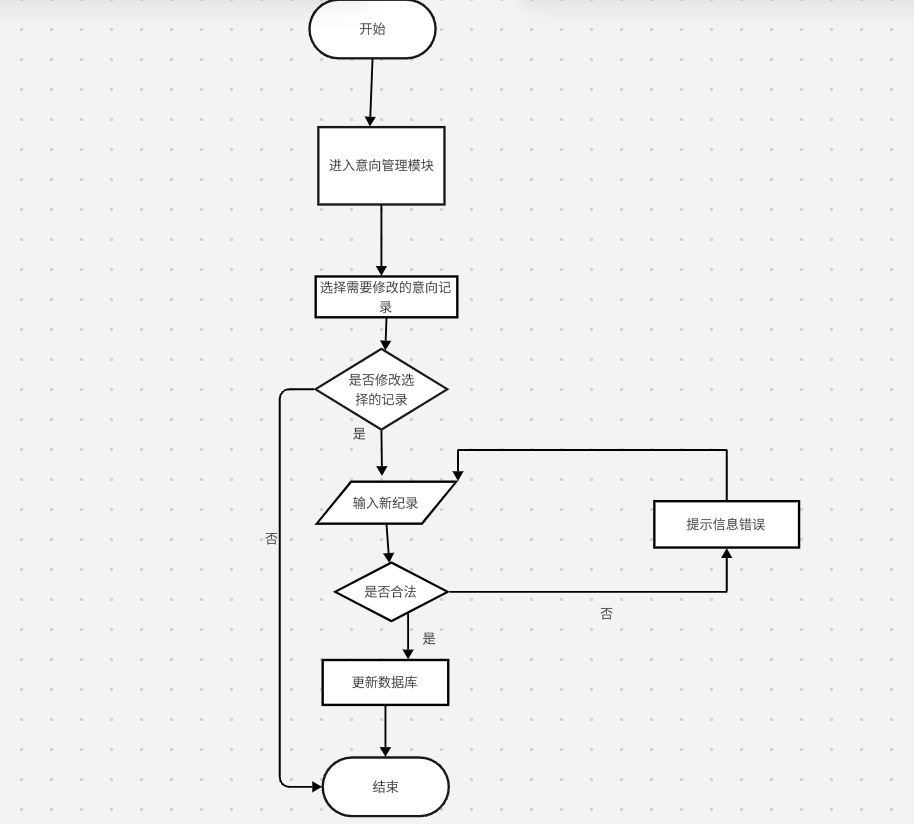 开始
进入意向管理模块
选择需要修改的意向记
录
是否修改选
择的记录
是
输入新纪录
提示信息错误
否
是否合法
否
是
更新数据库
结束